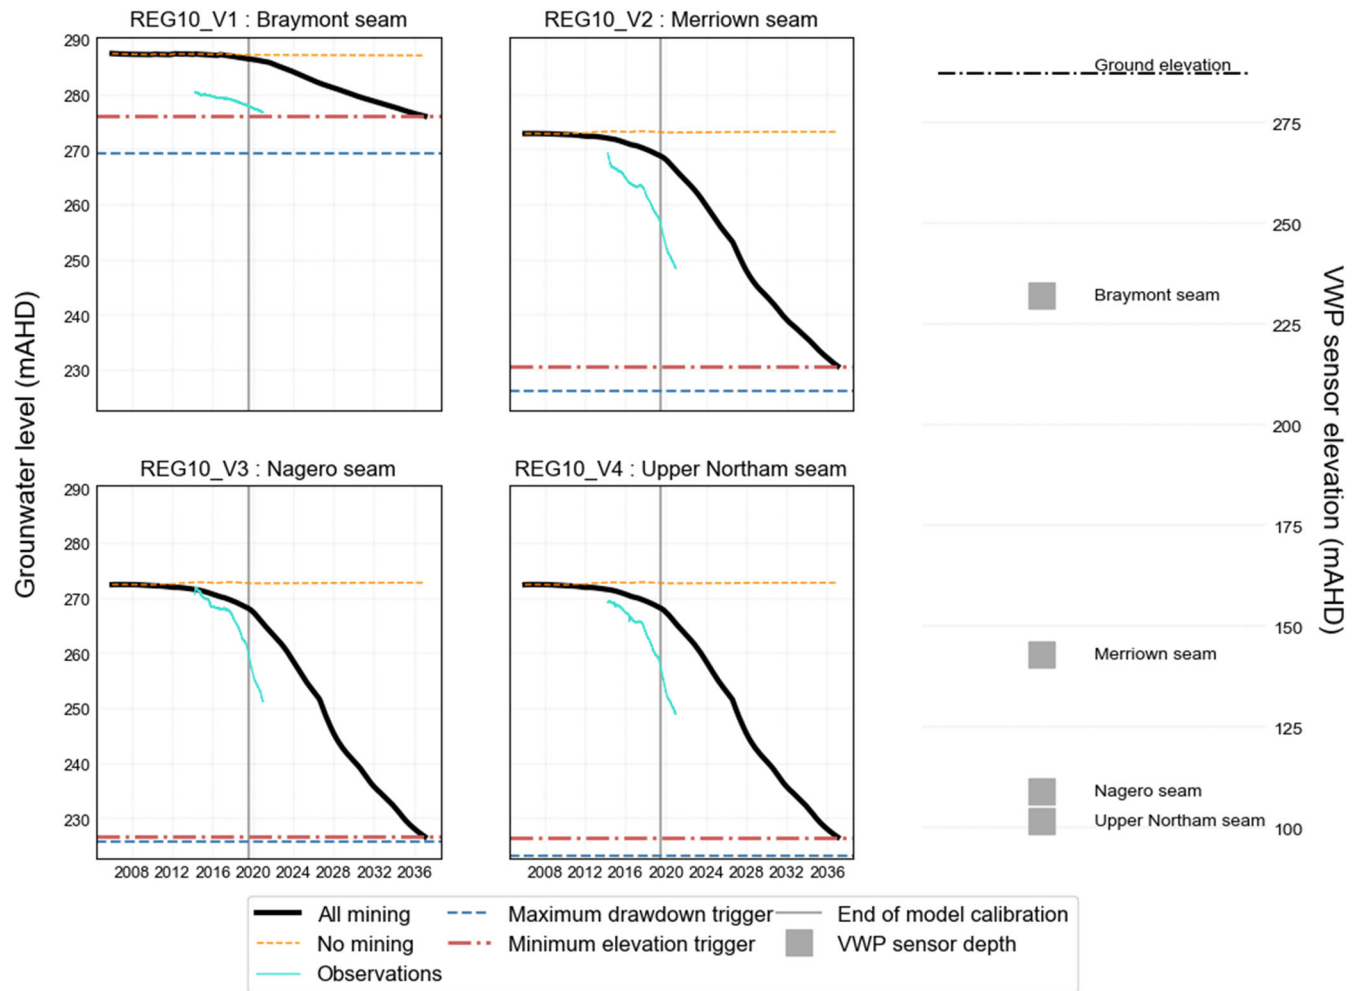 REG10_V1 : Braymont seam
REG10_V2 : Merriown seam
290
280
270
260
250
240
230
Ground elevation
275
250
Braymont seam
225
200
REG10_V3 : Nagero seam
REG10_V4 : Upper Northam seam
290
280
270
260
250
240
230
175
150
Merriown seam
125
Nagero seam
Upper Northam seam
100
Grounwater level (mAHD)
VWP sensor elevation (mAHD)
2008 2012 2016 2020 2024 2028 2032 2036
2008 2012 2016 2020 2024 2028 2032 2036
All mining
No mining
Observations
Maximum drawdown trigger
Minimum elevation trigger
End of model calibration
VWP sensor depth